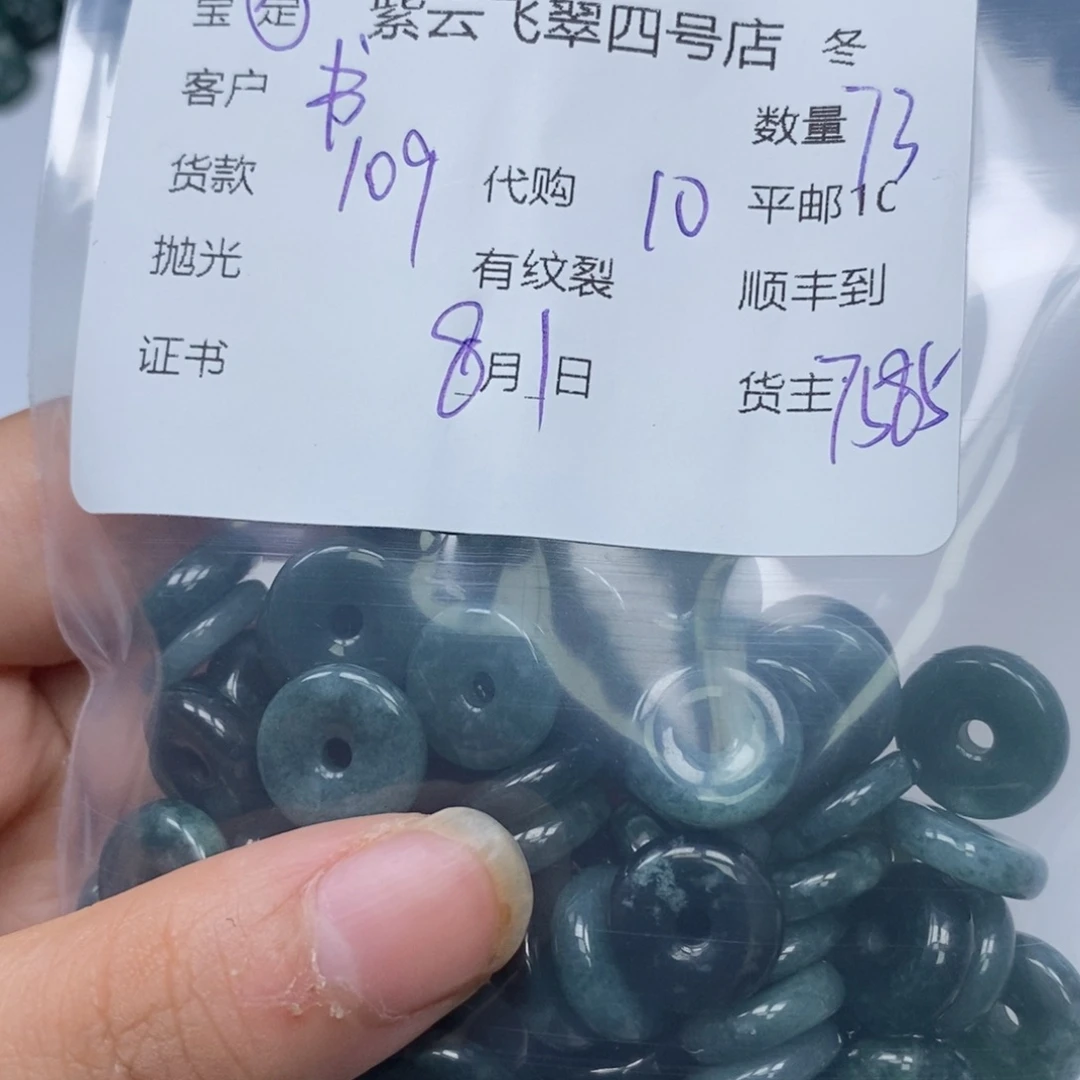 宝 定 紫云飞翠四号店 冬
客户 书 数量 73
货款 109 代购 10 平邮1C
抛光 有纹裂 顺丰到
证书 8月1日 货主7585